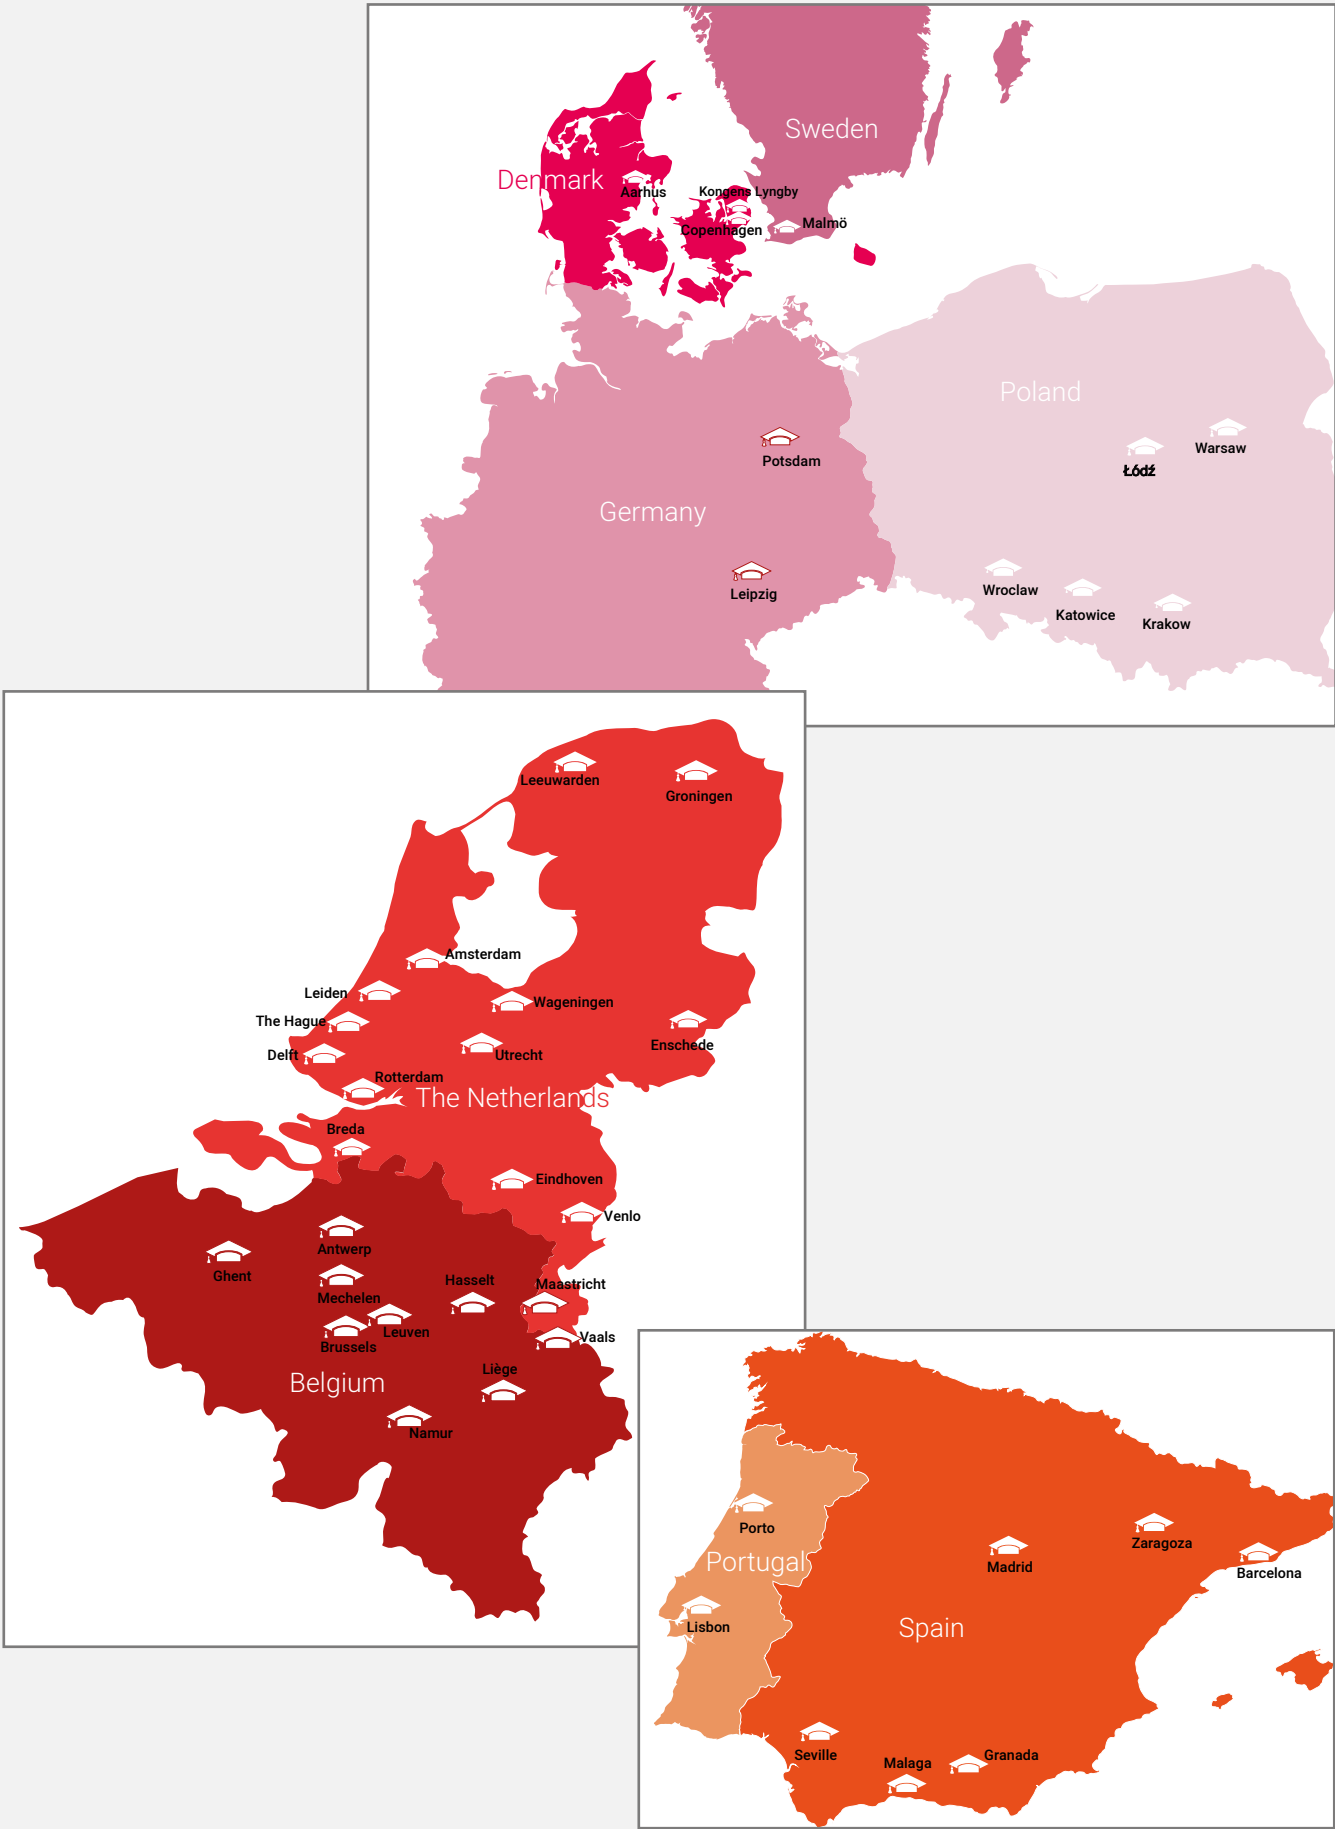 Sweden
Denmark
Aarhus
Kongens Lyngby
Copenhagen
Malmö
Poland
Warsaw
Łódź
Potsdam
Germany
Leipzig
Wroclaw
Katowice
Krakow
Leeuwarden
Groningen
Amsterdam
Leiden
Wageningen
The Hague
Enschede
Delft
Utrecht
Rotterdam
The Netherlands
Breda
Eindhoven
Venlo
Antwerp
Ghent
Hasselt
Maastricht
Mechelen
Leuven
Vaals
Brussels
Liège
Belgium
Namur
Porto
Portugal
Madrid
Zaragoza
Barcelona
Lisbon
Spain
Seville
Malaga
Granada